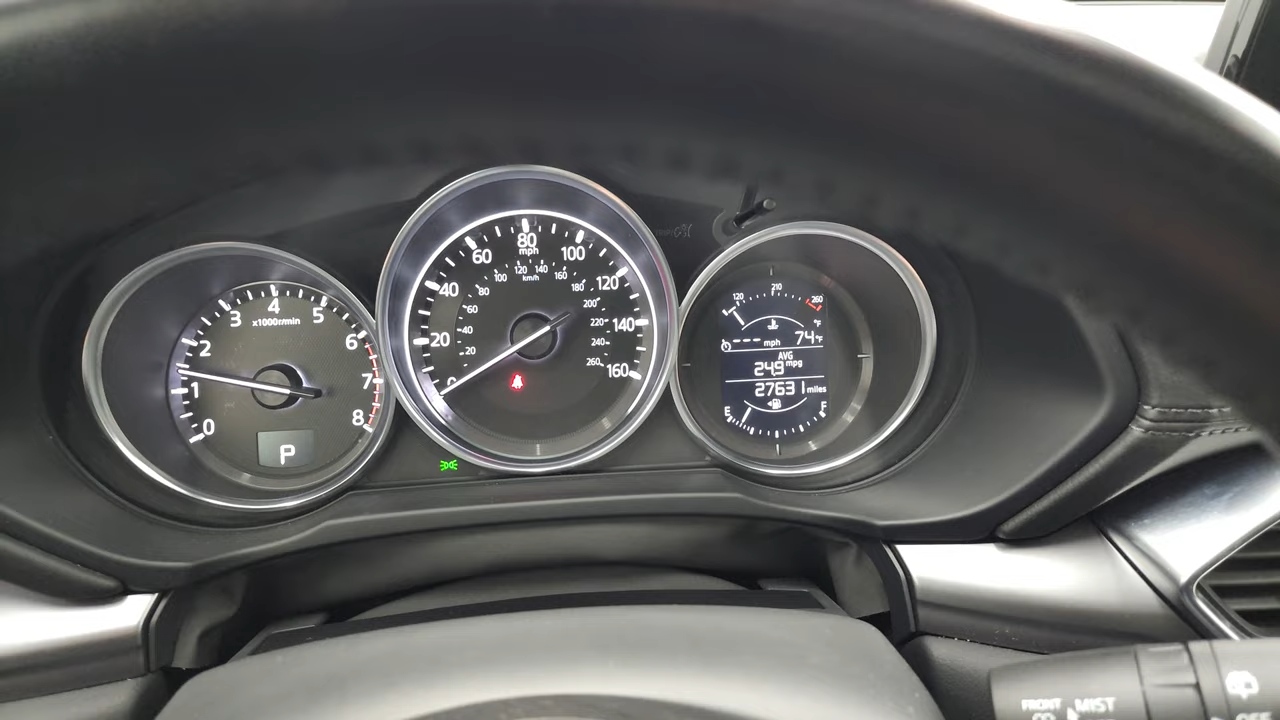 0
1
2
3
4
5
6
7
8
x1000r/min
P
20
40
60
80
100
120
140
160
mph
20
40
60
80
100
120
140
160
180
200
220
240
260
km/h
120
210
260
°F
--- mph 74°F
AVG
24.9 mpg
27631 miles
E F
FRONT MIST
OFF